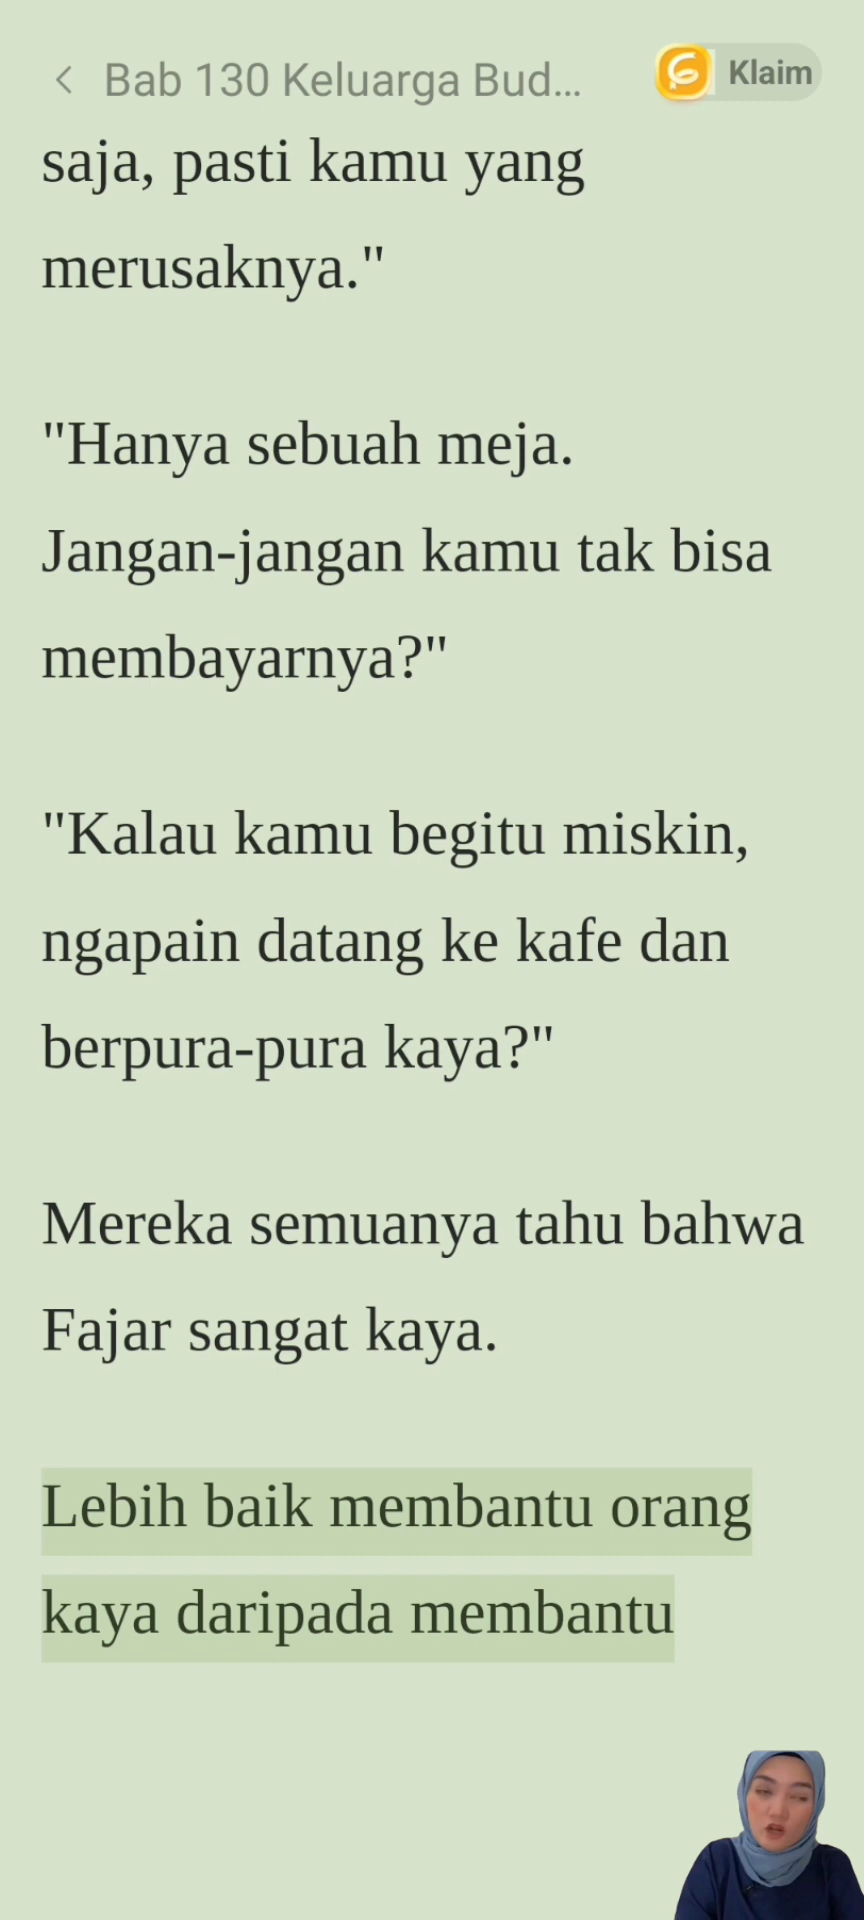 Bab 130 Keluarga Bud...
Klaim
saja, pasti kamu yang
merusaknya."
"Hanya sebuah meja.
Jangan-jangan kamu tak bisa
membayarnya?"
"Kalau kamu begitu miskin,
ngapain datang ke kafe dan
berpura-pura kaya?"
Mereka semuanya tahu bahwa
Fajar sangat kaya.
Lebih baik membantu orang
kaya daripada membantu